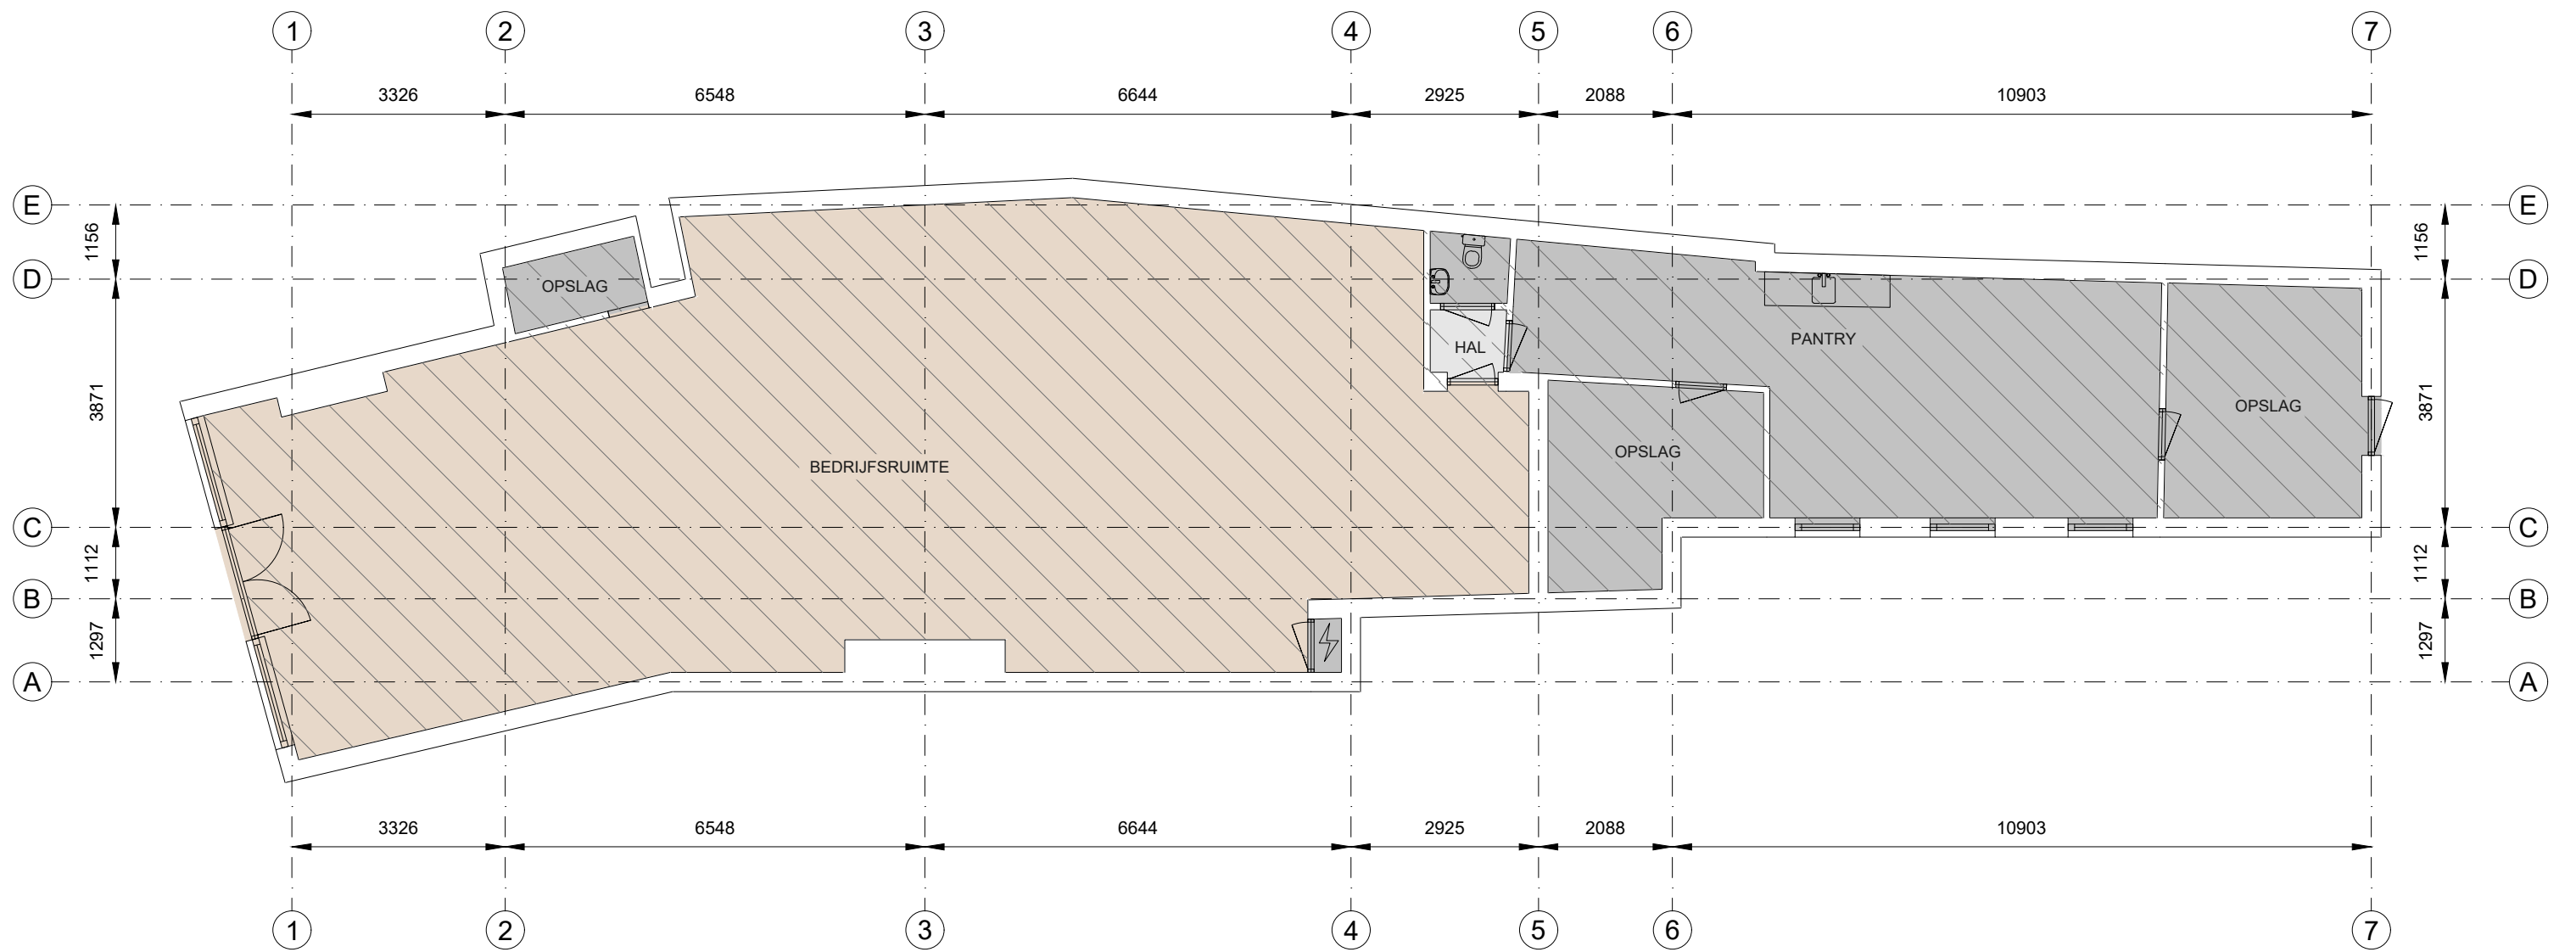 1 2 3 4 5 6 7
3326 6548 6644 2925 2088 10903
E E
1156 1156
D D
OPSLAG
PANTRY
HAL
3871 3871
OPSLAG
OPSLAG
BEDRIJFSRUIMTE
C C
1112 1112
B B
1297 1297
A A
3326 6548 6644 2925 2088 10903
1 2 3 4 5 6 7